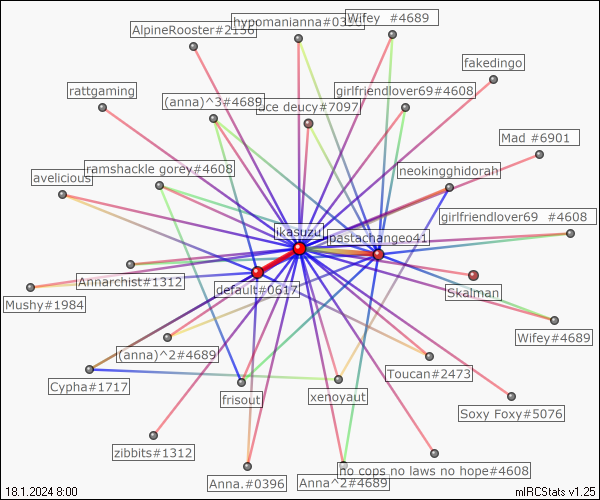 AlpineRooster#2156
hypomanianna#0396
Wifey #4689
fakedingo
rattgaming
(anna)^3#4689
ace deucy#7097
girlfriendlover69#4608
Mad #6901
avelicious
ramshackle gorey#4608
neokingghidorah
girlfriendlover69 #4608
ikasuzu
pastachangeo41
Annarchist#1312
default#0617
Skalman
Mushy#1984
Wifey#4689
(anna)^2#4689
Toucan#2473
Cypha#1717
frisout
xenoyaut
Soxy Foxy#5076
zibbits#1312
no cops no laws no hope#4608
Anna.#0396
Anna^2#4689
18.1.2024 8:00
mIRCStats v1.25